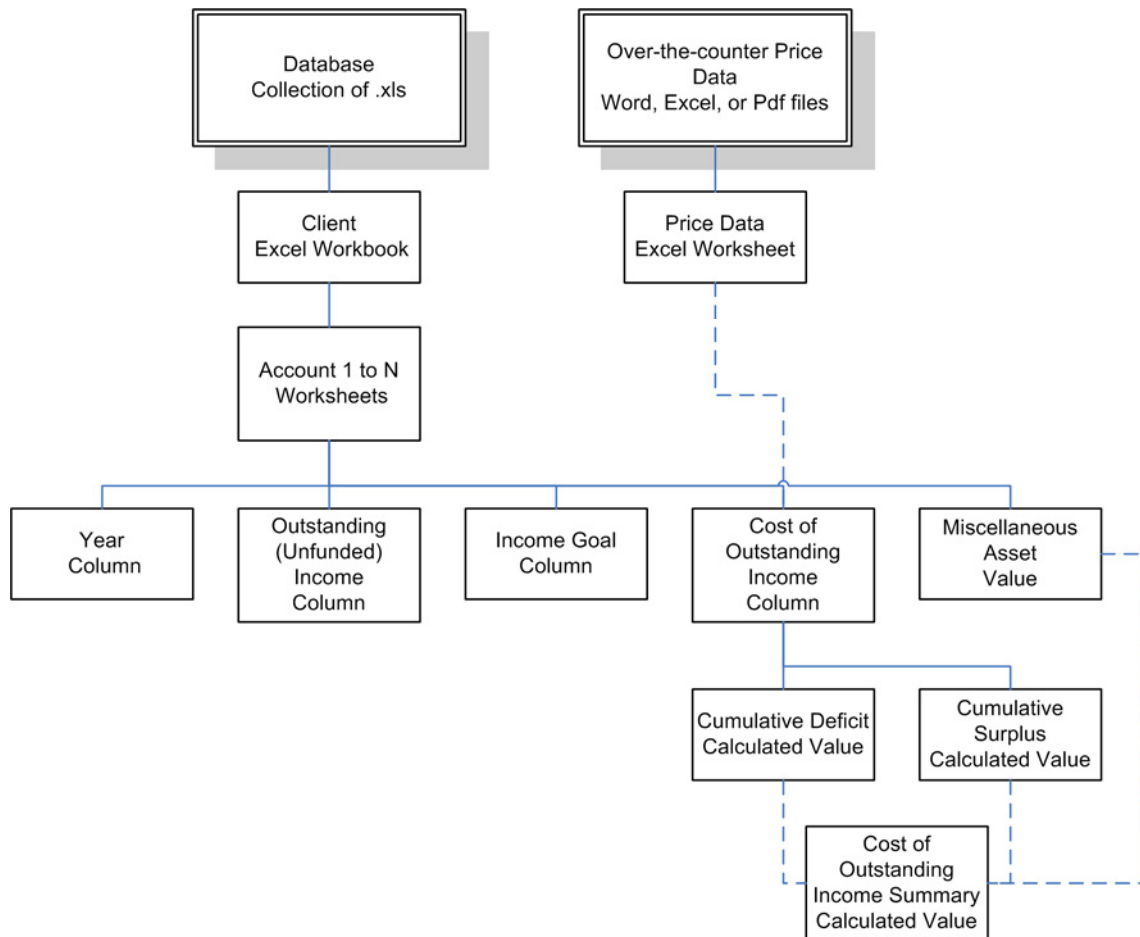 Database
Collection of .xls
Over-the-counter Price
Data
Word, Excel, or Pdf files
Client
Excel Workbook
Price Data
Excel Worksheet
Account 1 to N
Worksheets
Year
Column
Outstanding
(Unfunded)
Income
Column
Income Goal
Column
Cost of
Outstanding
Income
Column
Miscellaneous
Asset
Value
Cumulative Deficit
Calculated Value
Cumulative
Surplus
Calculated Value
Cost of
Outstanding
Income Summary
Calculated Value